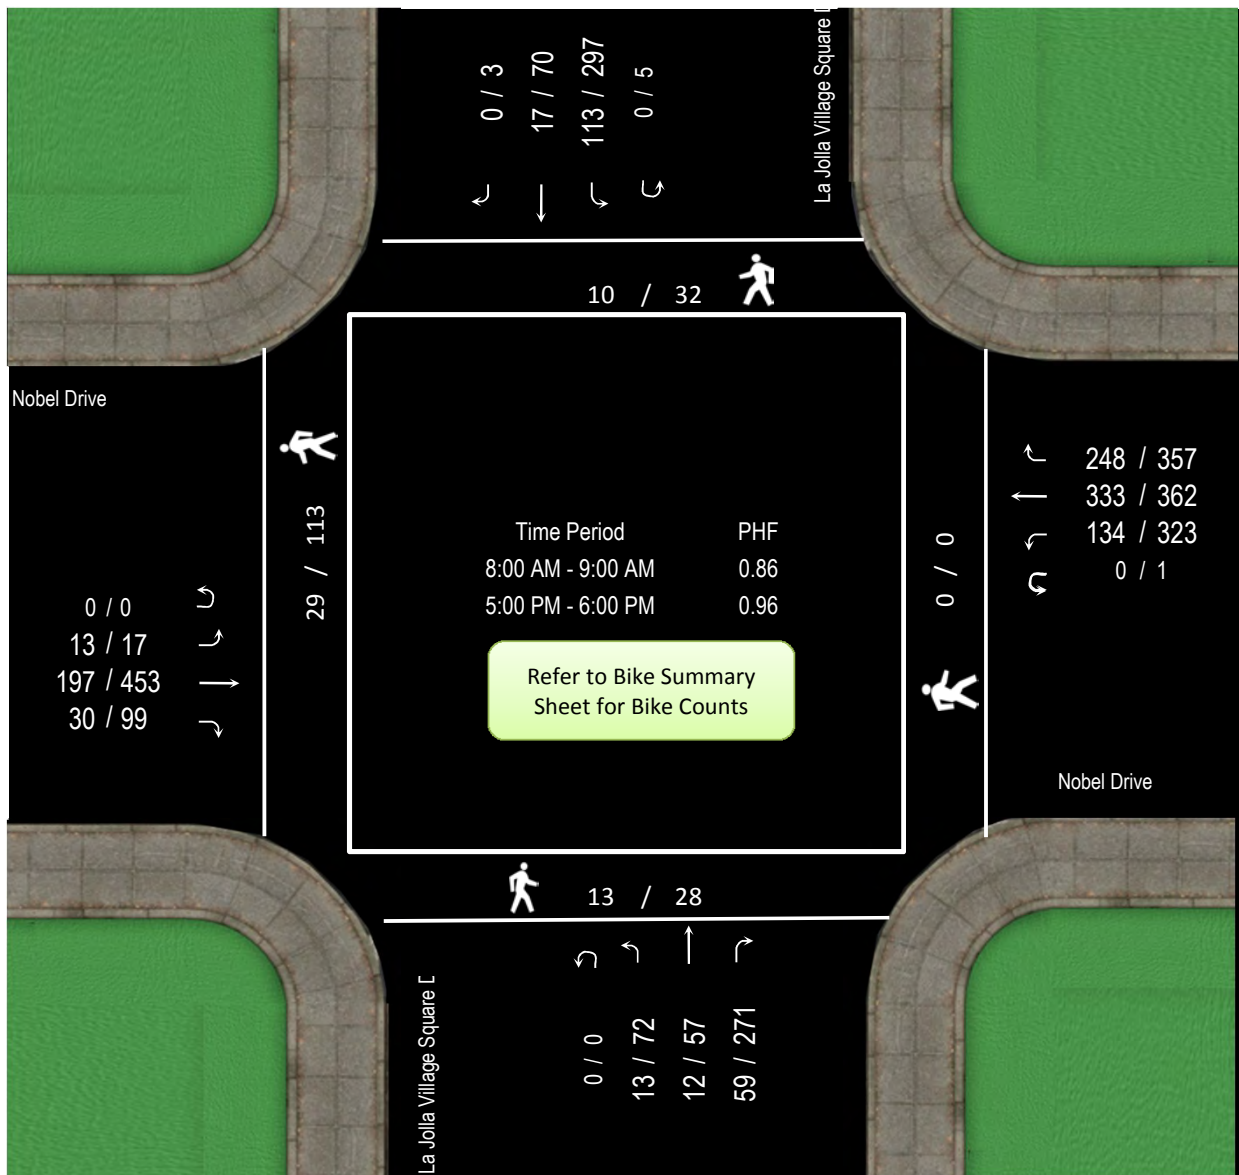 0 / 3
17 / 70
113 / 297
0 / 5
La Jolla Village Square
10 / 32
Nobel Drive
29 / 113
0 / 0
13 / 17
197 / 453
30 / 99
Time Period PHF
8:00 AM - 9:00 AM 0.86
5:00 PM - 6:00 PM 0.96
Refer to Bike Summary
Sheet for Bike Counts
0 / 0
248 / 357
333 / 362
134 / 323
0 / 1
Nobel Drive
13 / 28
La Jolla Village Square
0 / 0
13 / 72
12 / 57
59 / 271